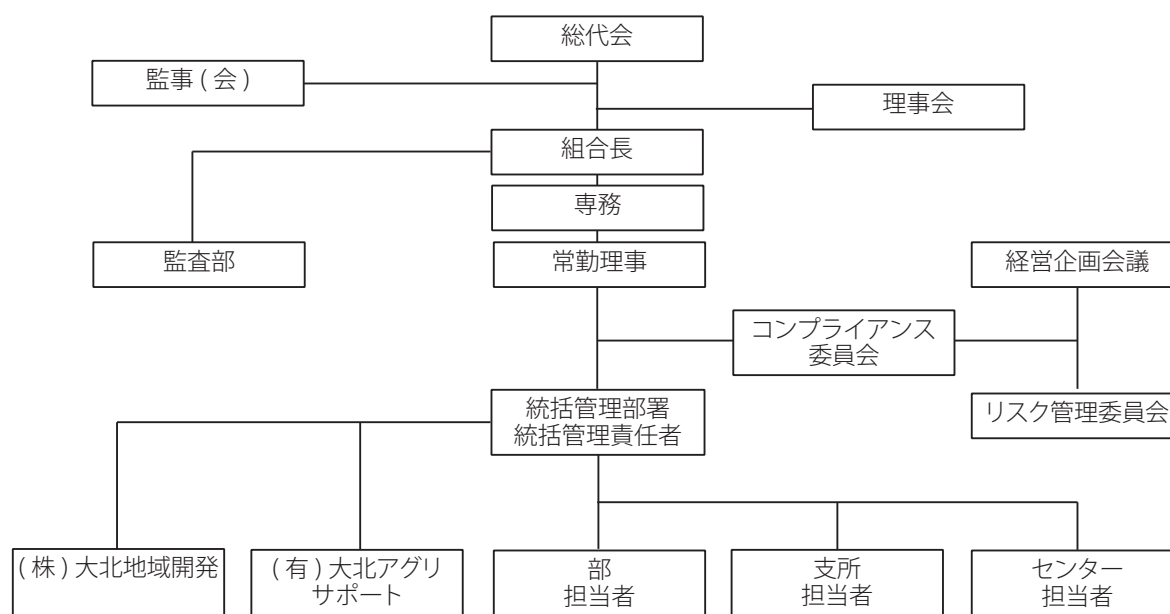 総代会
監事 ( 会 )
理事会
組合長
専務
監査部
常勤理事
経営企画会議
コンプライアンス
委員会
統括管理部署
統括管理責任者
リスク管理委員会
( 株 ) 大北地域開発
( 有 ) 大北アグリ
サポート
部
担当者
支所
担当者
センター
担当者